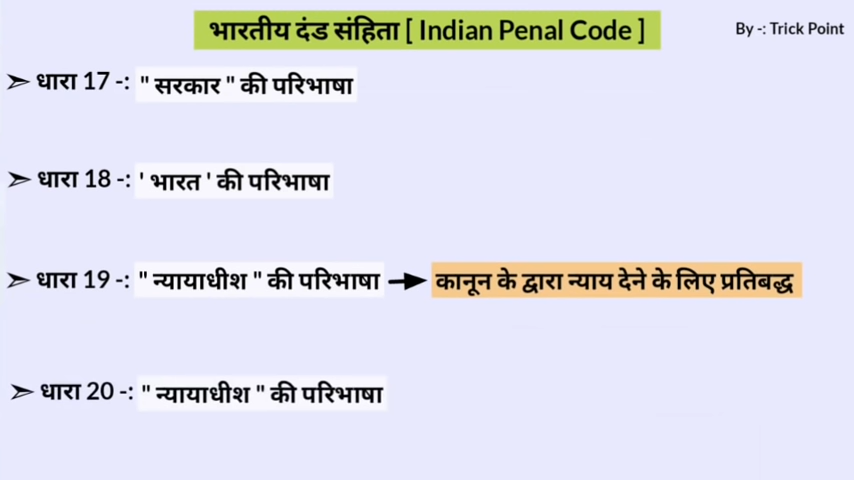 भारतीय दंड संहिता [ Indian Penal Code ]
By -: Trick Point
➣ धारा 17 -: " सरकार " की परिभाषा
➣ धारा 18 -: ' भारत ' की परिभाषा
➣ धारा 19 -: " न्यायाधीश " की परिभाषा → कानून के द्वारा न्याय देने के लिए प्रतिबद्ध
➣ धारा 20 -: " न्यायाधीश " की परिभाषा